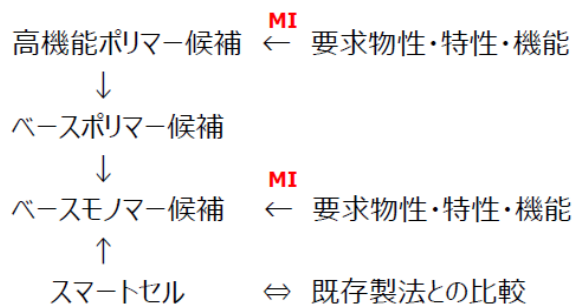 MI
高機能ポリマー候補 ← 要求物性・特性・機能
↓
ベースポリマー候補
↓
MI
ベースモノマー候補 ← 要求物性・特性・機能
↑
スマートセル ⇔ 既存製法との比較